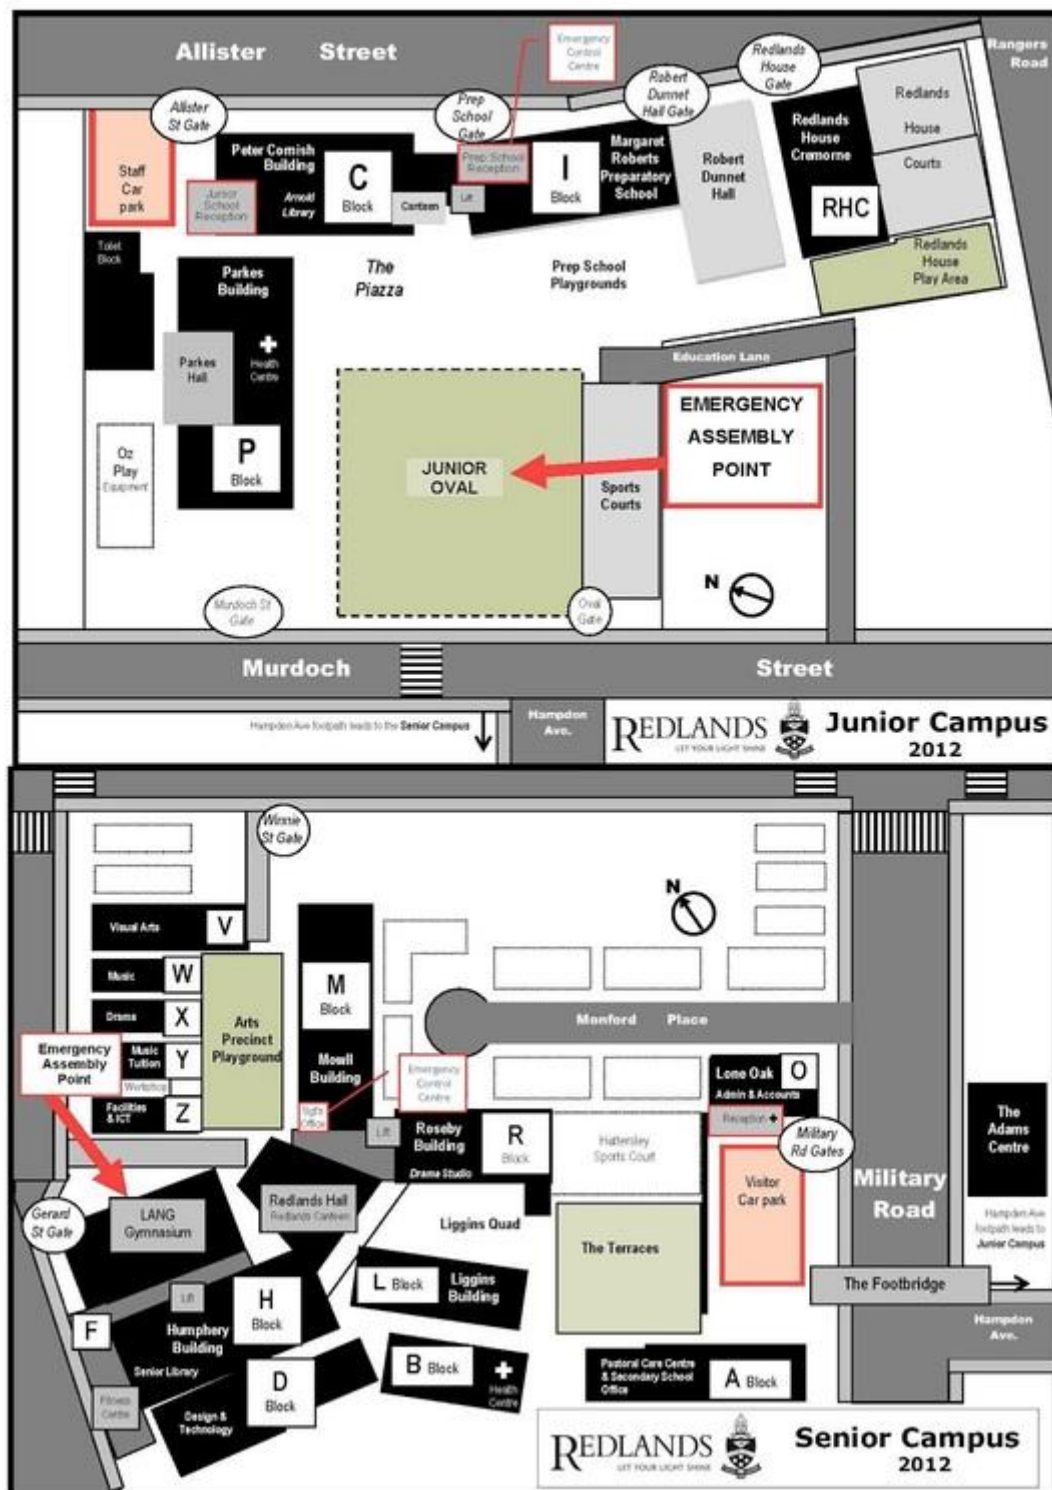 Allister Street
Emergency
Control
Centre
Redlands
House
Gate
Rangers
Road
Allister
St Gate
Prep
School
Gate
Robert
Dunnet
Hall Gate
Redlands
House
Courts
Staff
Car
park
Peter Cornish
Building
Arnold
Library
C
Block
Canteen
Junior
School
Reception
Prep School
Reception
Lift
I
Block
Margaret
Roberts
Preparatory
School
Robert
Dunnet
Hall
Redlands
House
Cremorne
RHC
Redlands
House
Play Area
Toilet
Block
Parkes
Building
The
Piazza
Prep School
Playgrounds
Parkes
Hall
Health
Centre
Education Lane
EMERGENCY
ASSEMBLY
POINT
Oz
Play
Equipment
P
Block
JUNIOR
OVAL
Sports
Courts
N
Murdoch St
Gate
Oval
Gate
Murdoch Street
Hampdon Ave footpath leads to the Senior Campus
Hampdon
Ave.
REDLANDS
LET YOUR LIGHT SHINE
Junior Campus
2012
Winnie
St Gate
N
Visual Arts
V
Music
W
Drama
X
Music
Tuition
Y
Workshop
Facilities
& ICT
Z
Arts
Precinct
Playground
M
Block
Mowll
Building
Monford Place
Emergency
Assembly
Point
Emergency
Control
Centre
Office
Lift
Roseby
Building
Drama Studio
R
Block
Hattersley
Sports Court
Lone Oak
O
Admin & Accounts
Reception
Military
Rd Gates
The
Adams
Centre
Visitor
Car park
Military
Road
Hampdon Ave
footpath leads to
Junior Campus
Gerard
St Gate
LANG
Gymnasium
Redlands Hall
Redlands Canteen
Liggins Quad
The Terraces
L Block
Liggins
Building
The Footbridge
Hampdon
Ave.
Lift
H
Block
F
Humphery
Building
Senior Library
Fitness
Centre
D
Block
Design &
Technology
B Block
Health
Centre
Pastoral Care Centre
& Secondary School
Office
A Block
REDLANDS
LET YOUR LIGHT SHINE
Senior Campus
2012